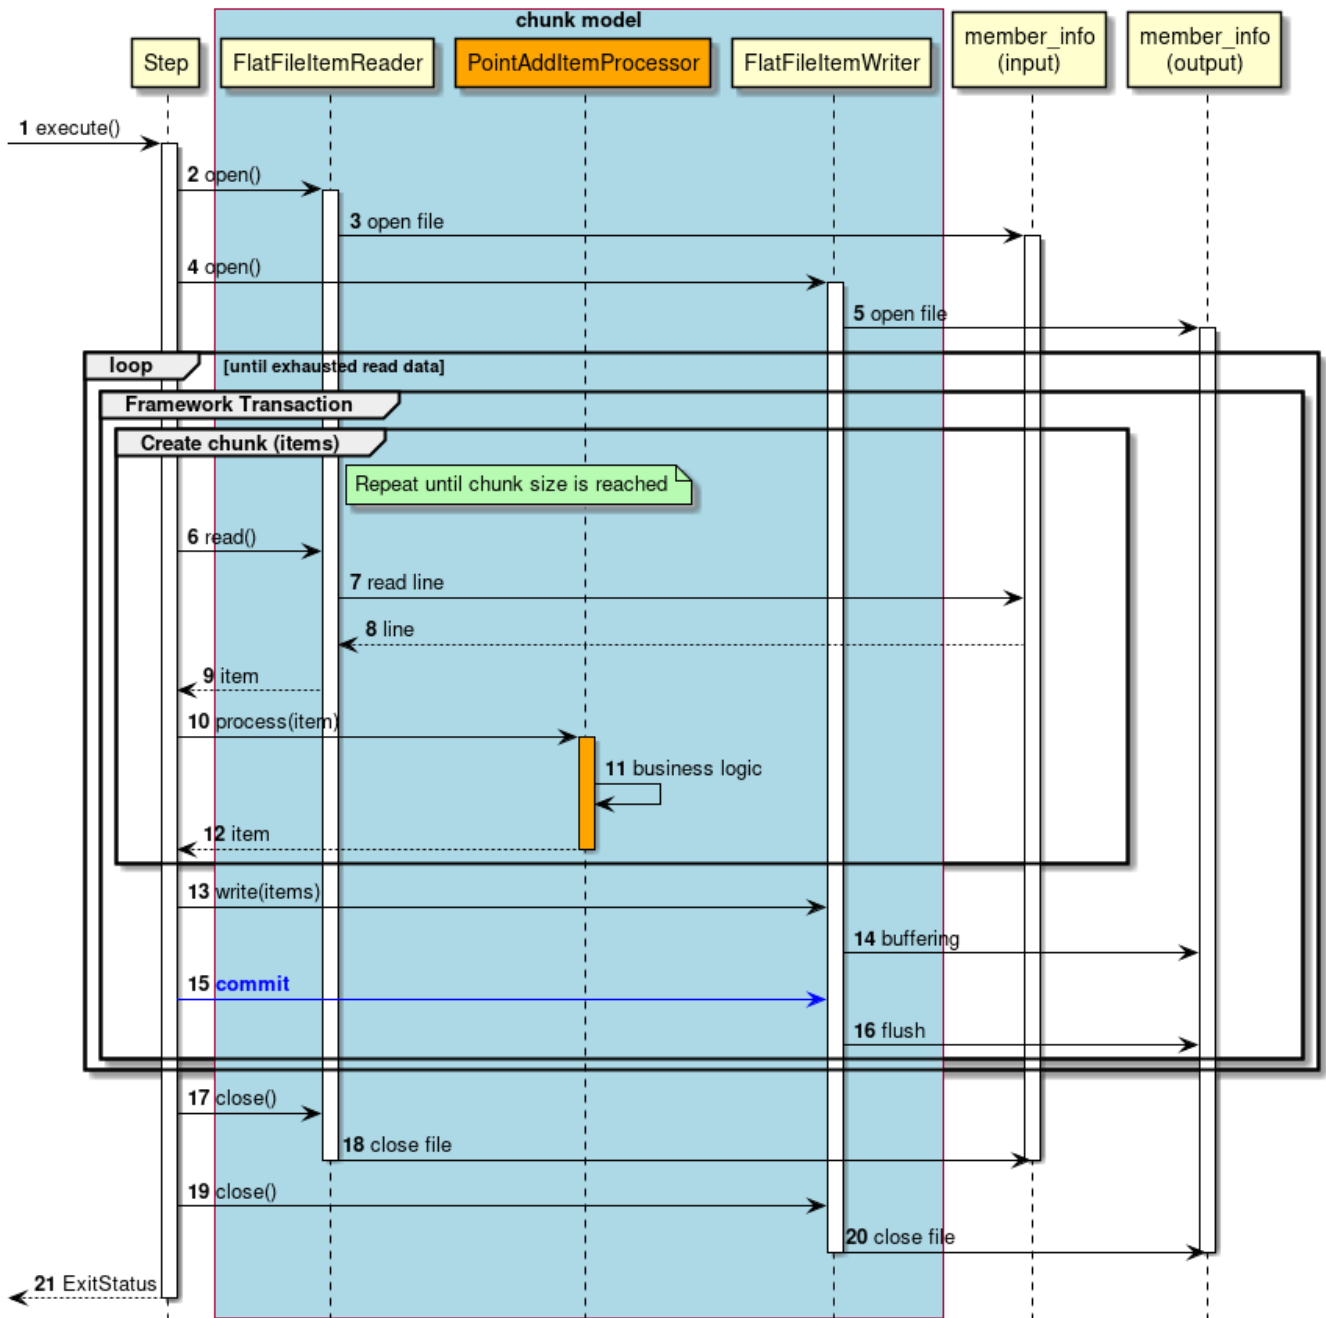 chunk model
Step
FlatFileItemReader
PointAddItemProcessor
FlatFileItemWriter
member_info
(input)
member_info
(output)
1 execute()
2 open()
3 open file
4 open()
5 open file
loop [until exhausted read data]
Framework Transaction
Create chunk (items)
Repeat until chunk size is reached
6 read()
7 read line
8 line
9 item
10 process(item)
11 business logic
12 item
13 write(items)
14 buffering
15 commit
16 flush
17 close()
18 close file
19 close()
20 close file
21 ExitStatus